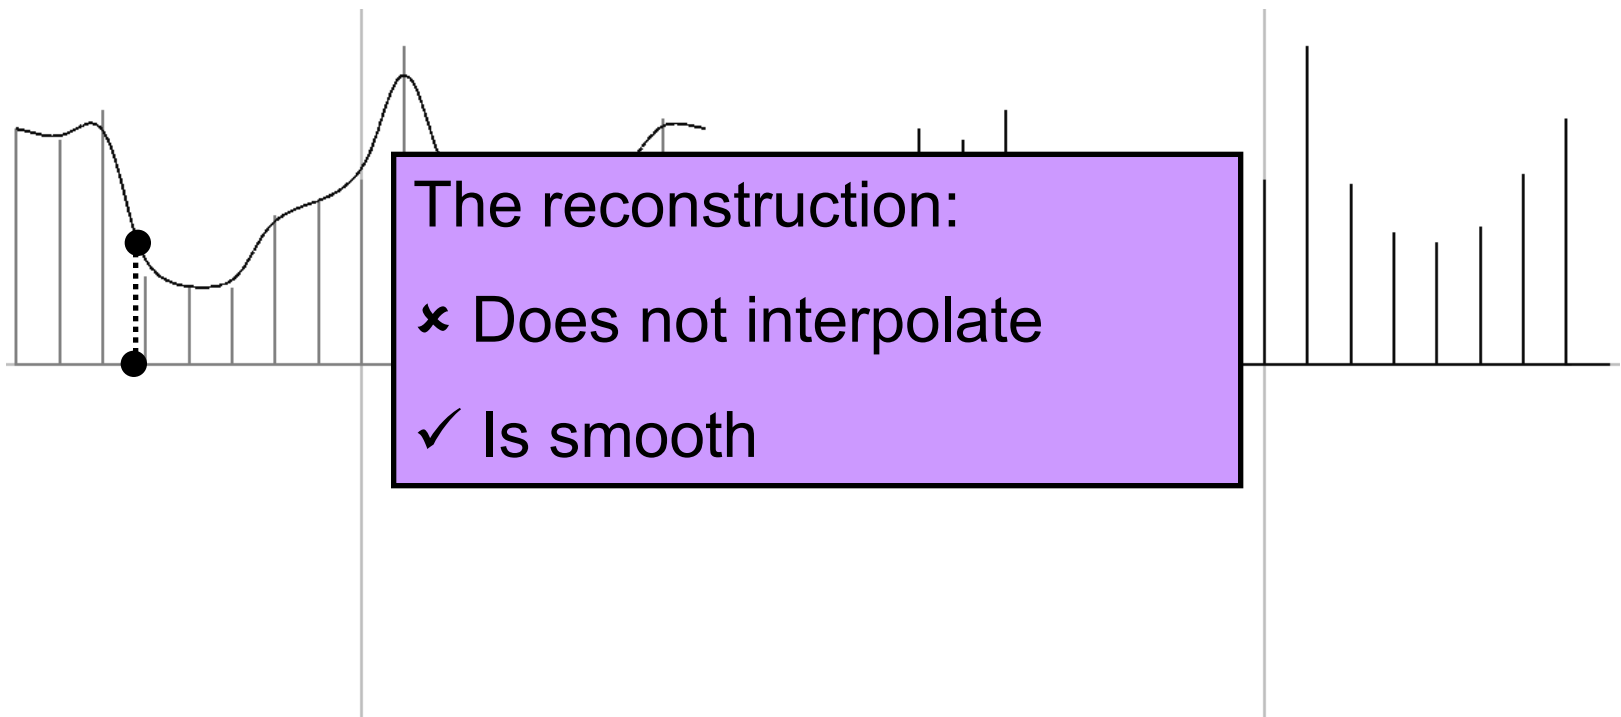 The reconstruction:
✘ Does not interpolate
✓ Is smooth